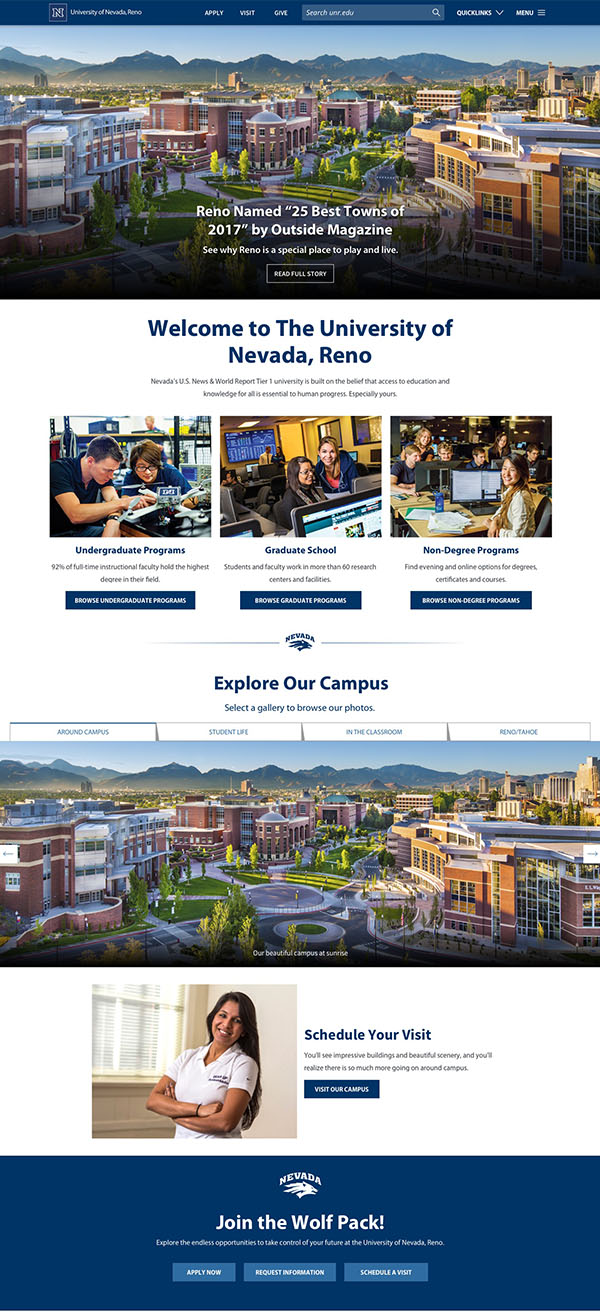 N University of Nevada, Reno APPLY VISIT GIVE Search unr.edu QUICKLINKS MENU
Reno Named “25 Best Towns of
2017” by Outside Magazine
See why Reno is a special place to play and live.
READ FULL STORY
Welcome to The University of
Nevada, Reno
Nevada’s U.S. News & World Report Tier 1 university is built on the belief that access to education and
knowledge for all is essential to human progress. Especially yours.
Undergraduate Programs
92% of full-time instructional faculty hold the highest
degree in their field.
BROWSE UNDERGRADUATE PROGRAMS
Graduate School
Students and faculty work in more than 60 research
centers and facilities.
BROWSE GRADUATE PROGRAMS
Non-Degree Programs
Find evening and online options for degrees,
certificates and courses.
BROWSE NON-DEGREE PROGRAMS
NEVADA
Explore Our Campus
Select a gallery to browse our photos.
AROUND CAMPUS STUDENT LIFE IN THE CLASSROOM RENO/TAHOE
Our beautiful campus at sunrise
Schedule Your Visit
You’ll see impressive buildings and beautiful scenery, and you’ll
realize there is so much more going on around campus.
VISIT OUR CAMPUS
NEVADA
Join the Wolf Pack!
Explore the endless opportunities to take control of your future at the University of Nevada, Reno.
APPLY NOW REQUEST INFORMATION SCHEDULE A VISIT